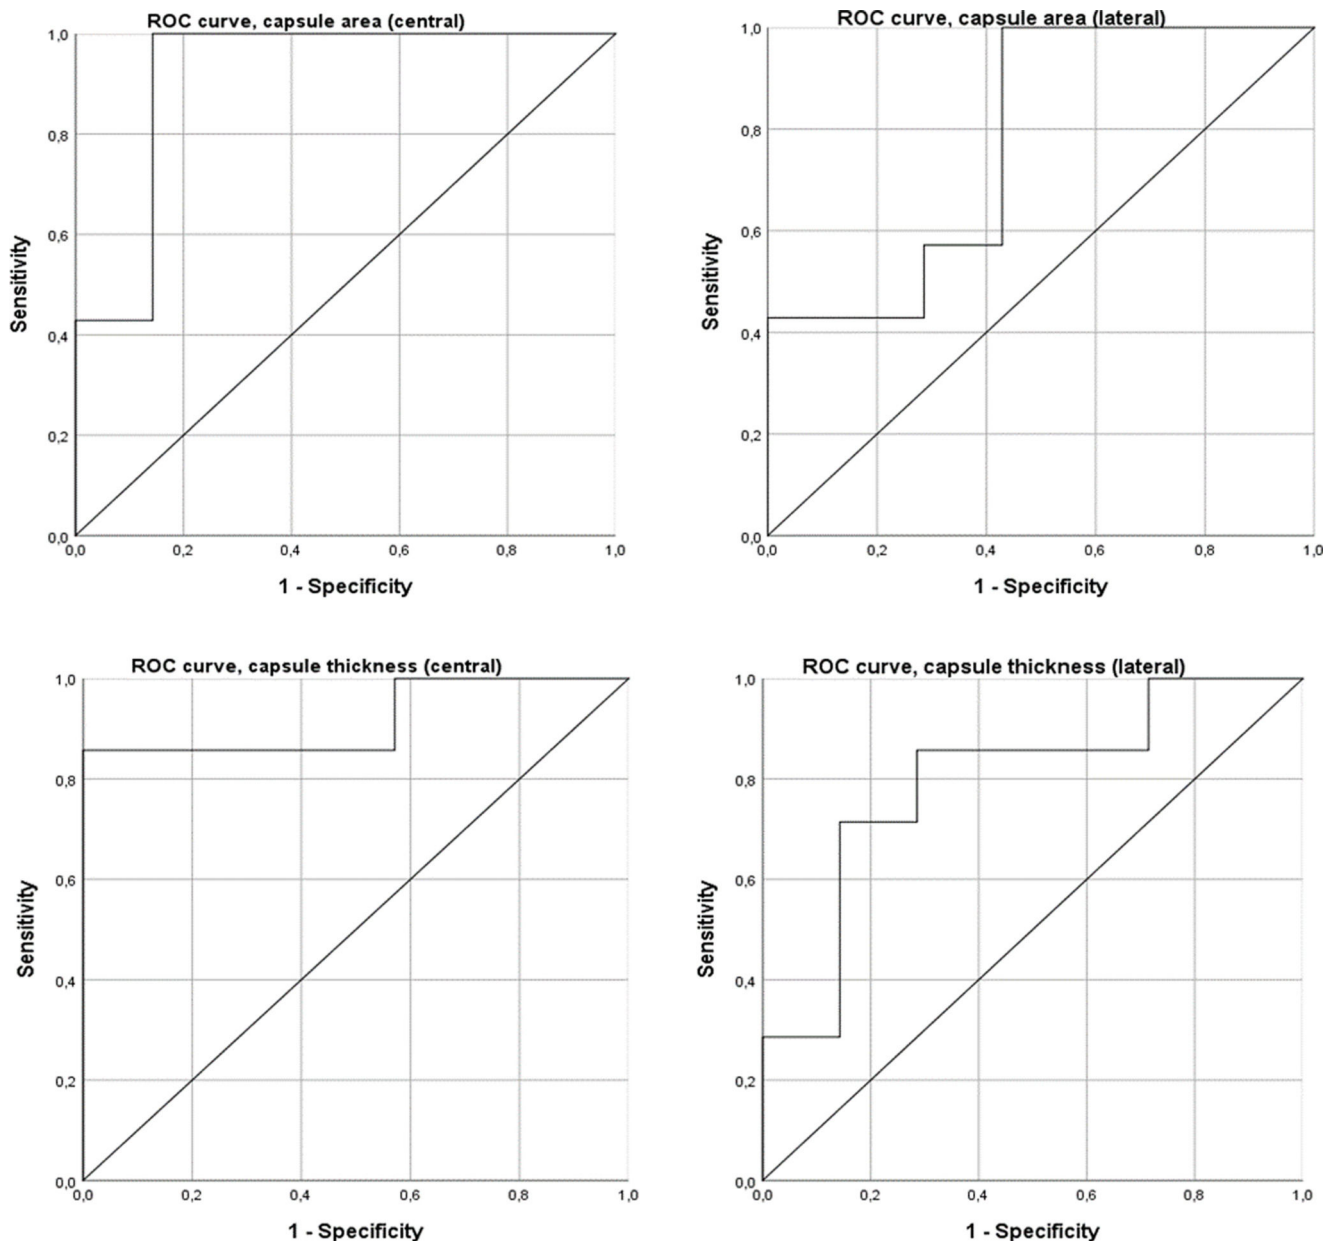 ROC curve, capsule area (central)
1,0
0,8
0,6
0,4
0,2
0,0
Sensitivity
0,0 0,2 0,4 0,6 0,8 1,0
1 - Specificity
ROC curve, capsule area (lateral)
1,0
0,8
0,6
0,4
0,2
0,0
Sensitivity
0,0 0,2 0,4 0,6 0,8 1,0
1 - Specificity
ROC curve, capsule thickness (central)
1,0
0,8
0,6
0,4
0,2
0,0
Sensitivity
0,0 0,2 0,4 0,6 0,8 1,0
1 - Specificity
ROC curve, capsule thickness (lateral)
1,0
0,8
0,6
0,4
0,2
0,0
Sensitivity
0,0 0,2 0,4 0,6 0,8 1,0
1 - Specificity